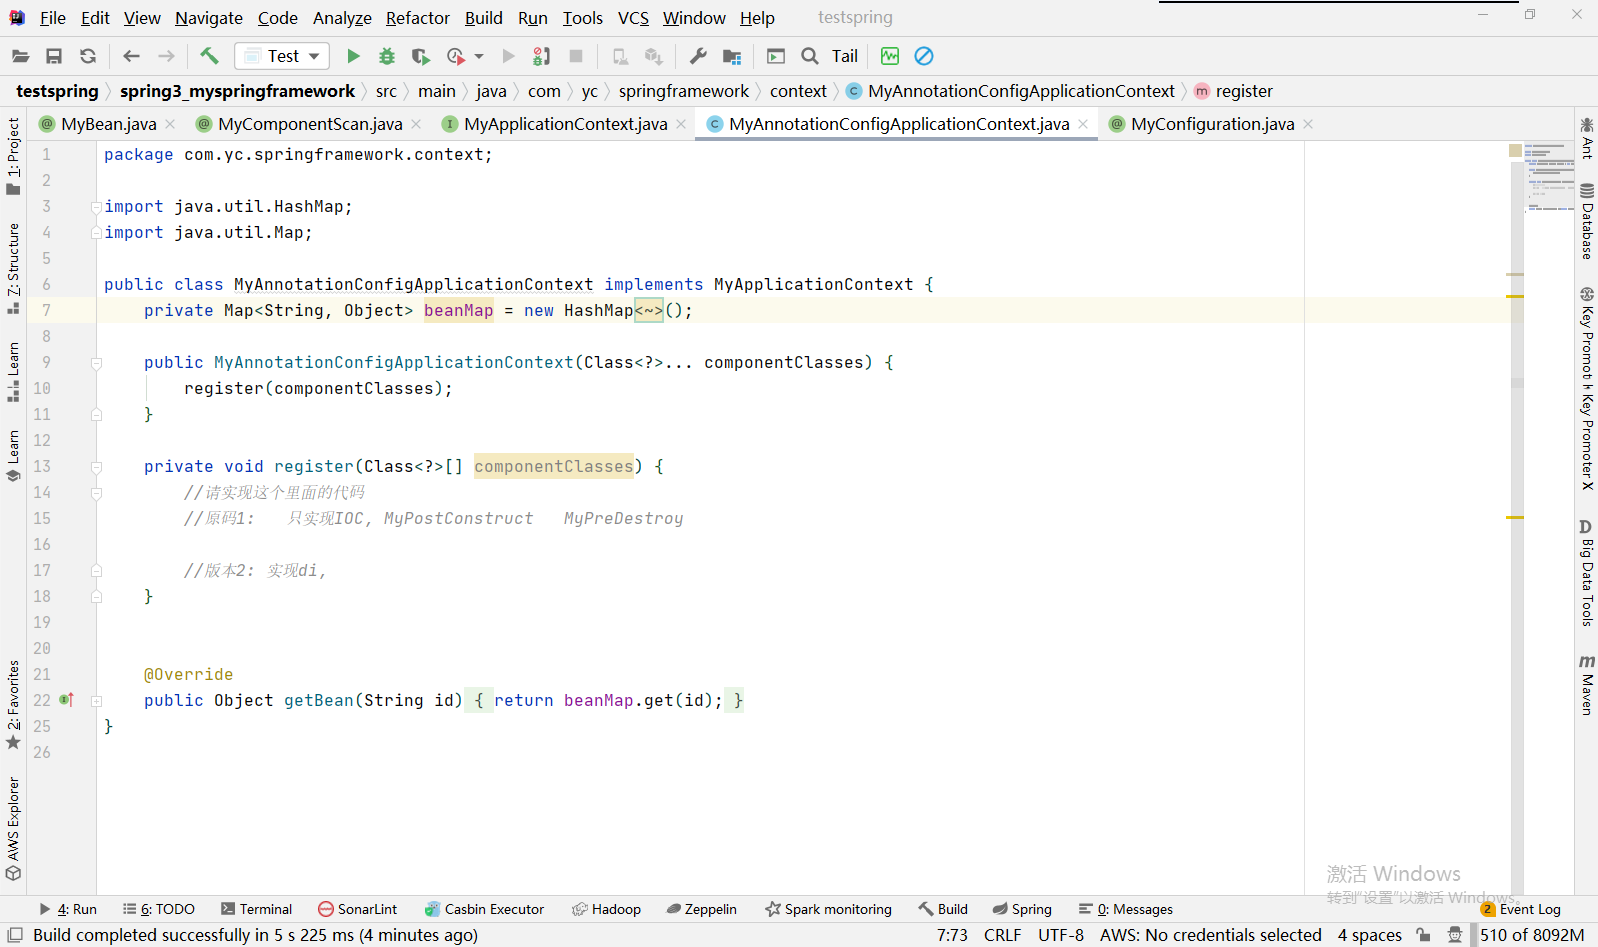 File Edit View Navigate Code Analyze Refactor Build Run Tools VCS Window Help testspring
Test Tail
testspring spring3_myspringframework src main java com yc springframework context MyAnnotationConfigApplicationContext register
MyBean.java MyComponentScan.java MyApplicationContext.java MyAnnotationConfigApplicationContext.java MyConfiguration.java
1 package com.yc.springframework.context;
2
3 import java.util.HashMap;
4 import java.util.Map;
5
6 public class MyAnnotationConfigApplicationContext implements MyApplicationContext {
7 private Map<String, Object> beanMap = new HashMap<~>();
8
9 public MyAnnotationConfigApplicationContext(Class<?>... componentClasses) {
10 register(componentClasses);
11 }
12
13 private void register(Class<?>[] componentClasses) {
14 //请实现这个里面的代码
15 //原码1: 只实现IOC, MyPostConstruct MyPreDestroy
16
17 //版本2: 实现di,
18 }
19
20
21 @Override
22 public Object getBean(String id) { return beanMap.get(id); }
25 }
26
1: Project
7: Structure
Learn
Learn
2: Favorites
AWS Explorer
Ant
Database
Key Promot
Key Promoter X
Big Data Tools
Maven
激活 Windows
转到"设置"以激活 Windows。
4: Run 6: TODO Terminal SonarLint Casbin Executor Hadoop Zeppelin Spark monitoring Build Spring 0: Messages 2 Event Log
Build completed successfully in 5 s 225 ms (4 minutes ago) 7:73 CRLF UTF-8 AWS: No credentials selected 4 spaces 510 of 8092M